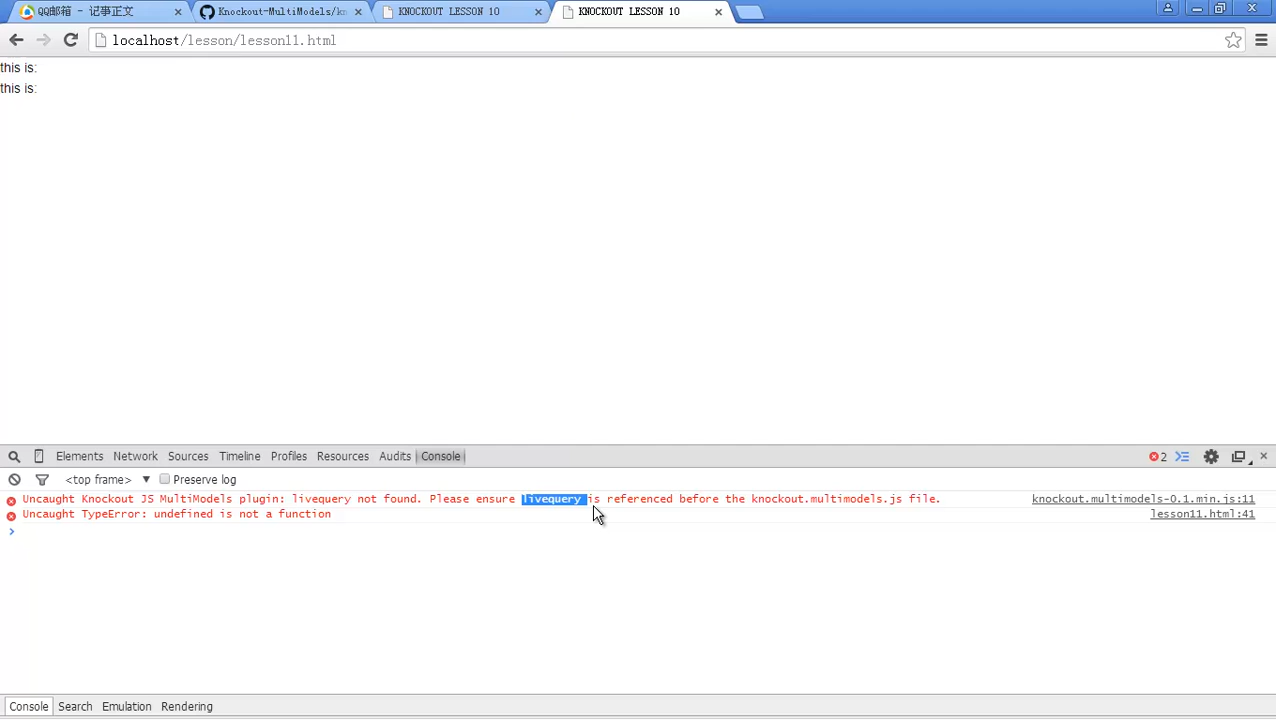 QQ邮箱 - 记事正文
Knockout-MultiModels/kn
KNOCKOUT LESSON 10
KNOCKOUT LESSON 10
localhost/lesson/lesson11.html
this is:
this is:
Elements Network Sources Timeline Profiles Resources Audits Console
2
<top frame> ▼ Preserve log
Uncaught Knockout JS MultiModels plugin: livequery not found. Please ensure livequery is referenced before the knockout.multimodels.js file. knockout.multimodels-0.1.min.js:11
Uncaught TypeError: undefined is not a function lesson11.html:41
Console Search Emulation Rendering